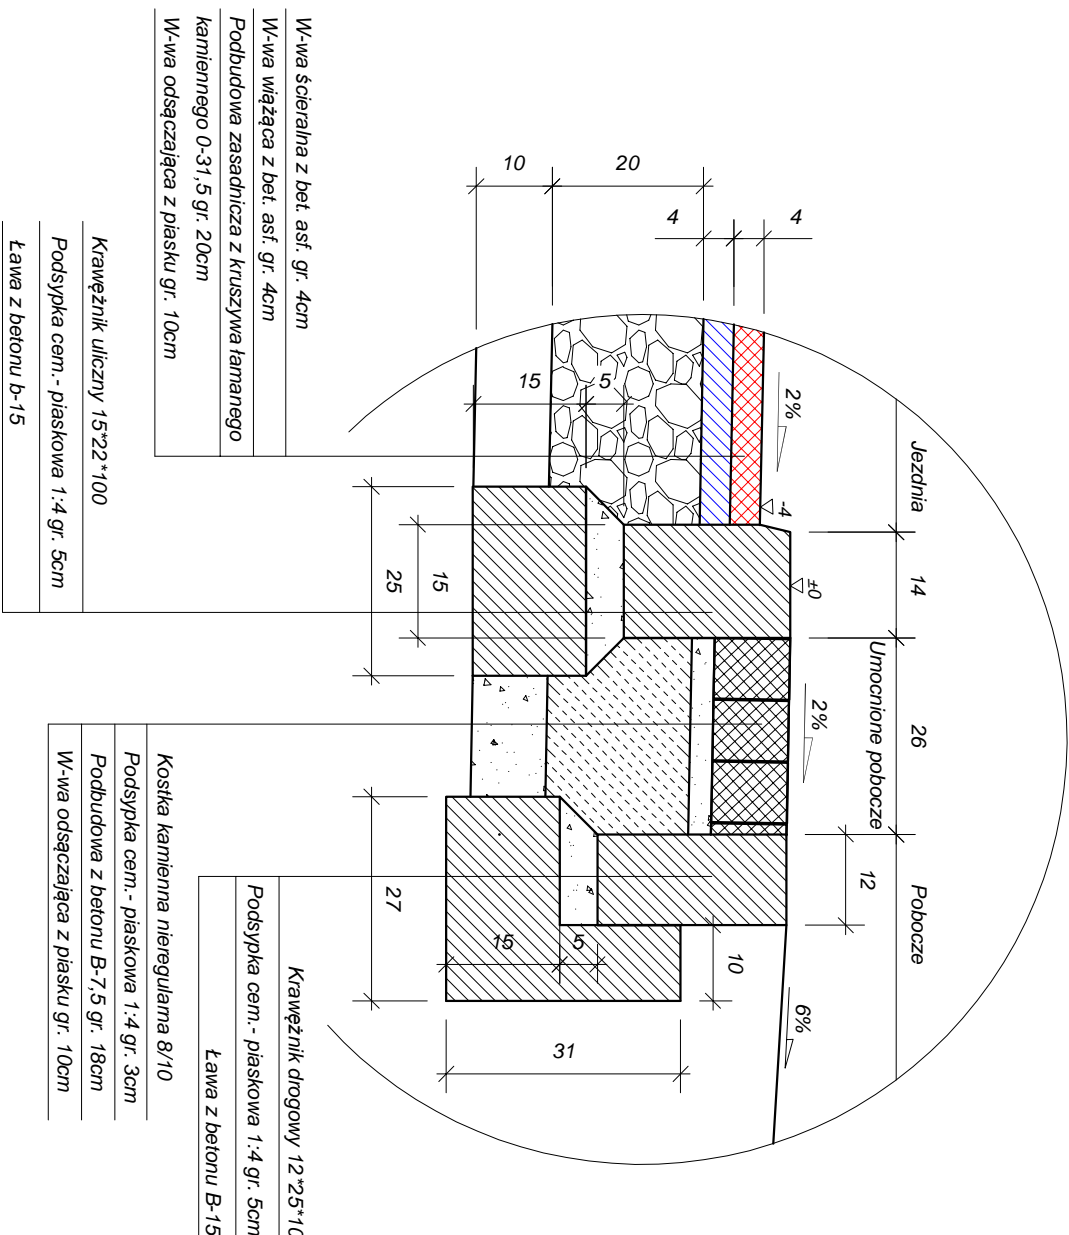 Jezdnia
14
Umocnione pobocze
26
Pobocze
12
2%
-4
±0
2%
6%
4
4
20
10
15
5
15
25
27
15
5
10
31
W-wa ścieralna z bet. asf. gr. 4cm
W-wa wiążąca z bet. asf. gr. 4cm
Podbudowa zasadnicza z kruszywa łamanego
kamiennego 0-31,5 gr. 20cm
W-wa odsączająca z piasku gr. 10cm
Krawężnik uliczny 15*22*100
Podsypka cem.- piaskowa 1:4 gr. 5cm
Ława z betonu b-15
Kostka kamienna nieregularna 8/10
Podsypka cem.- piaskowa 1:4 gr. 3cm
Podbudowa z betonu B-7,5 gr. 18cm
W-wa odsączająca z piasku gr. 10cm
Krawężnik drogowy 12*25*10
Podsypka cem.- piaskowa 1:4 gr. 5cm
Ława z betonu B-15